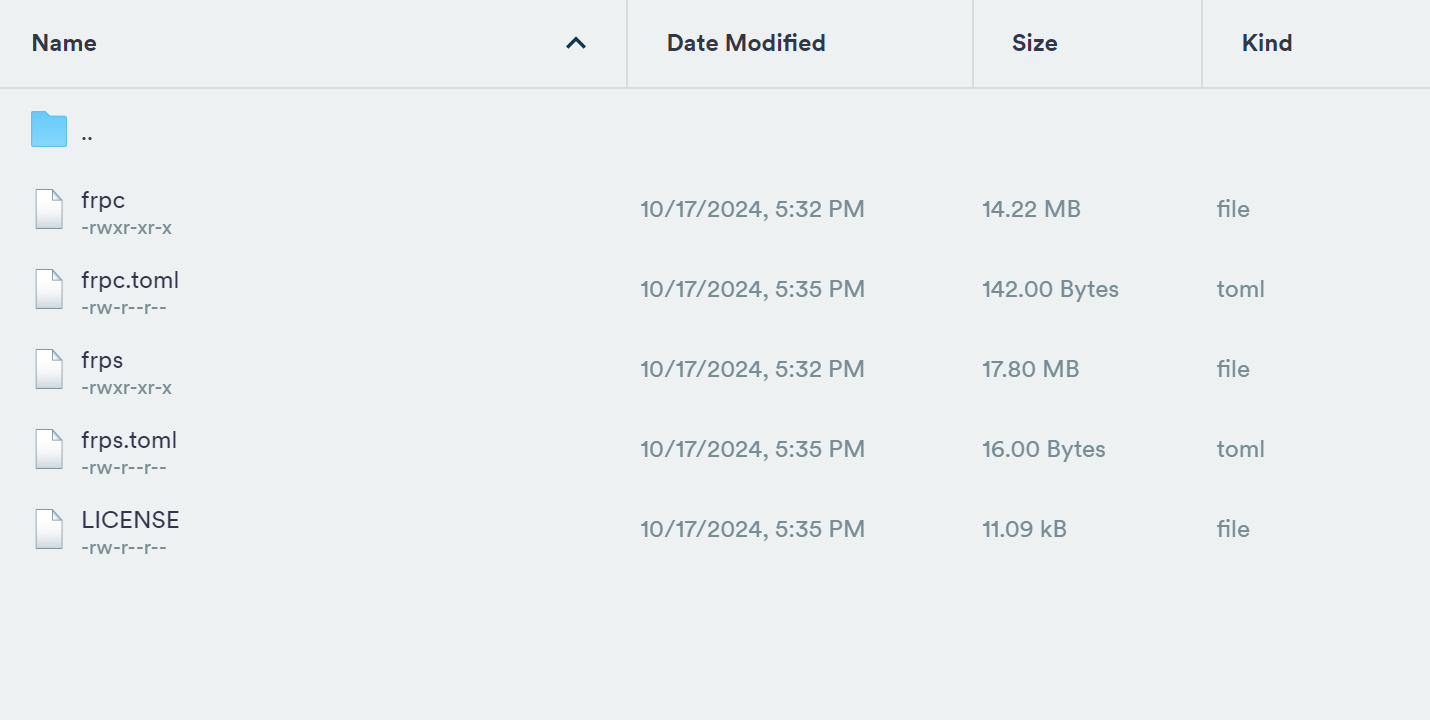 Name Date Modified Size Kind
..
frpc
-rwxr-xr-x
10/17/2024, 5:32 PM 14.22 MB file
frpc.toml
-rw-r--r--
10/17/2024, 5:35 PM 142.00 Bytes toml
frps
-rwxr-xr-x
10/17/2024, 5:32 PM 17.80 MB file
frps.toml
-rw-r--r--
10/17/2024, 5:35 PM 16.00 Bytes toml
LICENSE
-rw-r--r--
10/17/2024, 5:35 PM 11.09 kB file